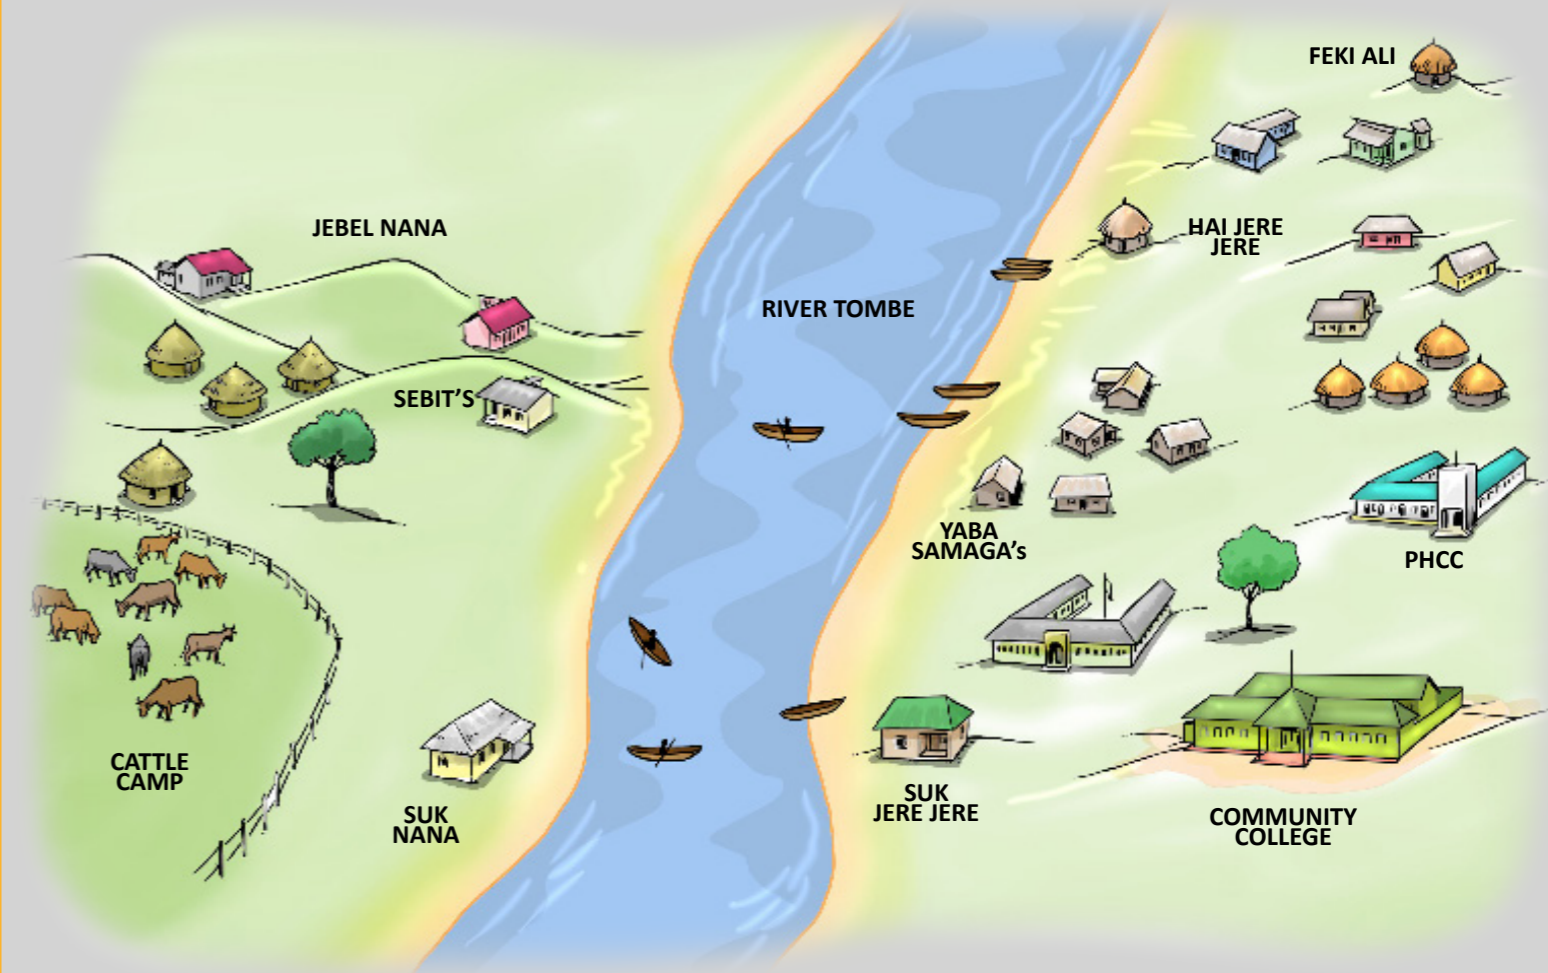 FEKI ALI
JEBEL NANA
HAI JERE
JERE
RIVER TOMBE
SEBIT'S
YABA
SAMAGA's
PHCC
CATTLE
CAMP
SUK
NANA
SUK
JERE JERE
COMMUNITY
COLLEGE